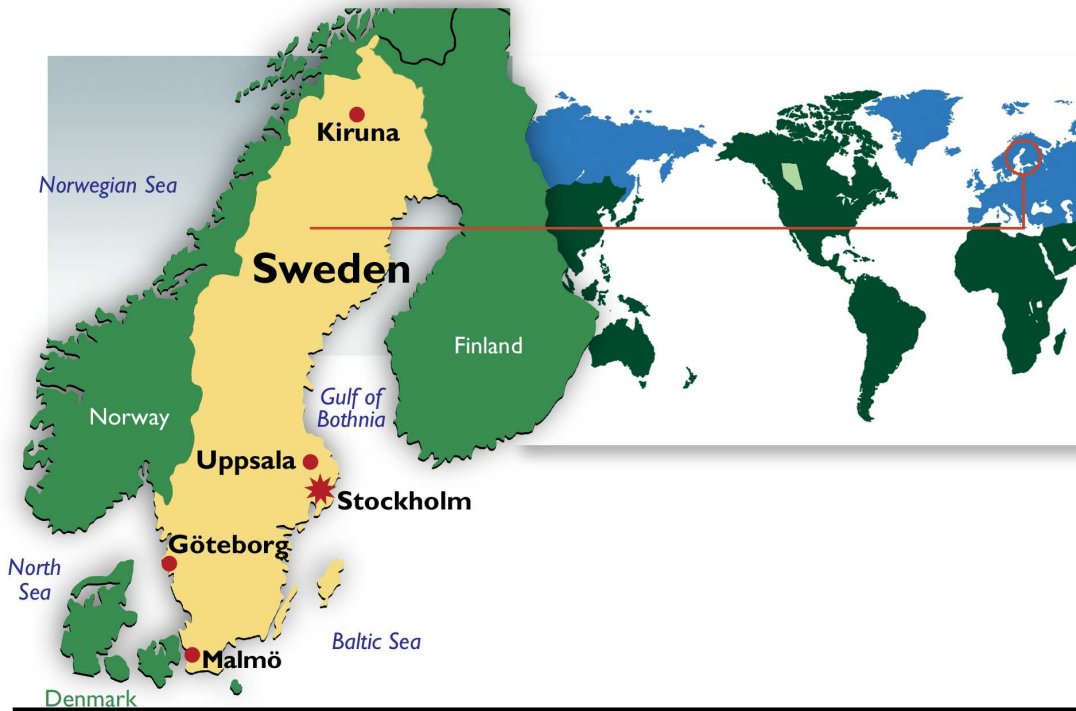 Kiruna
Norwegian Sea
Sweden
Finland
Gulf of
Bothnia
Norway
Uppsala
Stockholm
Göteborg
North
Sea
Baltic Sea
Malmö
Denmark